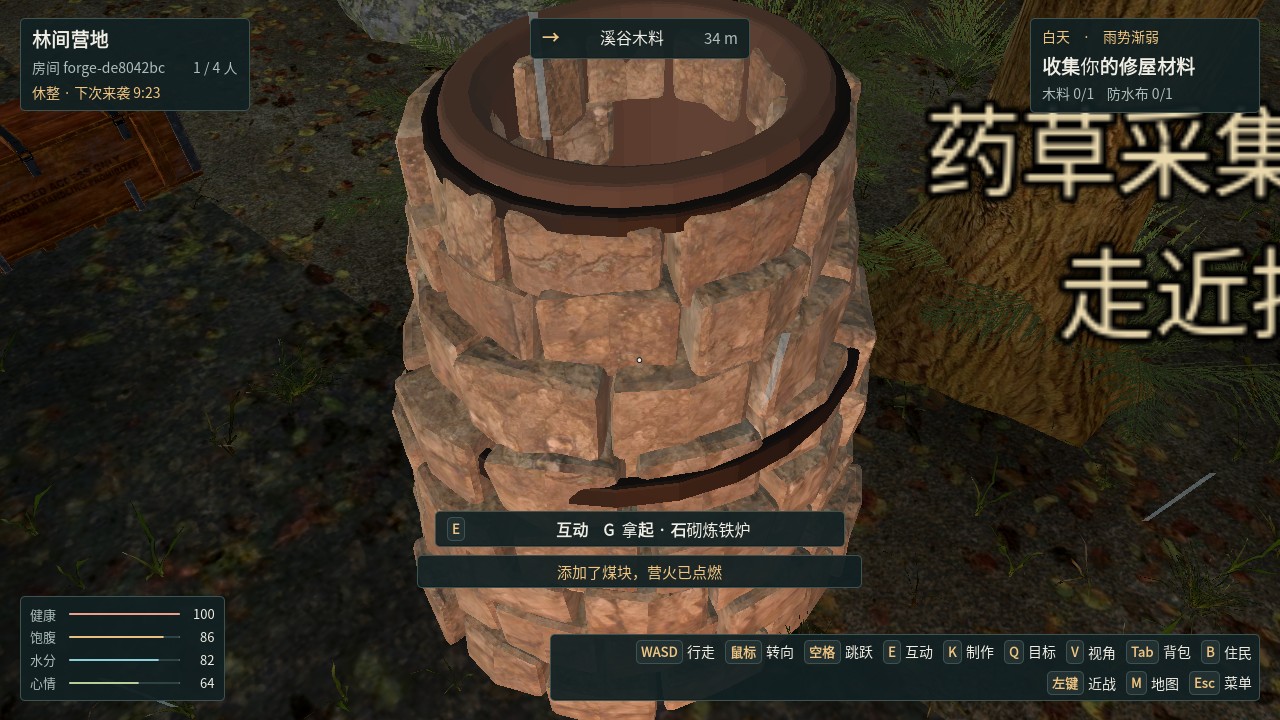 林间营地
房间 forge-de8042bc 1 / 4 人
休整 · 下次来袭 9:23
→ 溪谷木料 34 m
白天 · 雨势渐弱
收集你的修屋材料
木料 0/1 防水布 0/1
药草采集
走近
E 互动 G 拿起 · 石砌炼铁炉
添加了煤块，营火已点燃
健康 100
饱腹 86
水分 82
心情 64
WASD 行走 鼠标 转向 空格 跳跃 E 互动 K 制作 Q 目标 V 视角 Tab 背包 B 住民
左键 近战 M 地图 Esc 菜单